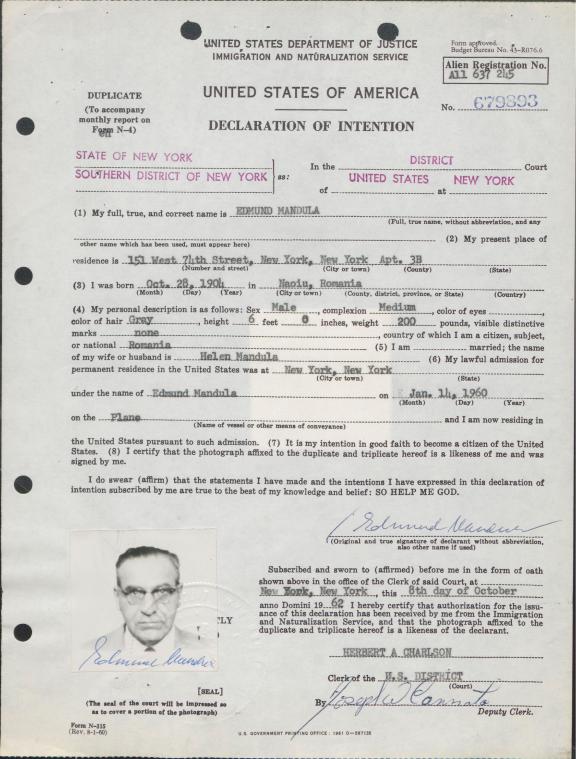 UNITED STATES DEPARTMENT OF JUSTICE
IMMIGRATION AND NATURALIZATION SERVICE
Form approved.
Budget Bureau No. 43-R076.6
Alien Registration No.
A11 637 245
DUPLICATE
(To accompany
monthly report on
Form N-4)
UNITED STATES OF AMERICA
No. 679893
DECLARATION OF INTENTION
STATE OF NEW YORK
SOUTHERN DISTRICT OF NEW YORK ss:
In the DISTRICT Court
of UNITED STATES at NEW YORK
(1) My full, true, and correct name is EDMUND MANDULA
(Full, true name, without abbreviation, and any
other name which has been used, must appear here) (2) My present place of
residence is 151 West 74th Street, New York, New York Apt. 3B
(Number and street) (City or town) (County) (State)
(3) I was born Oct. 28, 1904 in Naoiu, Romania
(Month) (Day) (Year) (City or town) (County, district, province, or State) (Country)
(4) My personal description is as follows: Sex Male, complexion Medium, color of eyes
color of hair Gray, height 6 feet 0 inches, weight 200 pounds, visible distinctive
marks none, country of which I am a citizen, subject,
or national Romania (5) I am married; the name
of my wife or husband is Helen Mandula (6) My lawful admission for
permanent residence in the United States was at New York, New York
(City or town) (State)
under the name of Edmund Mandula on Jan. 14, 1960
(Month) (Day) (Year)
on the Plane and I am now residing in
(Name of vessel or other means of conveyance)
the United States pursuant to such admission. (7) It is my intention in good faith to become a citizen of the United
States. (8) I certify that the photograph affixed to the duplicate and triplicate hereof is a likeness of me and was
signed by me.
I do swear (affirm) that the statements I have made and the intentions I have expressed in this declaration of
intention subscribed by me are true to the best of my knowledge and belief: SO HELP ME GOD.
Edmund Mandula
(Original and true signature of declarant without abbreviation,
also other name if used)
Subscribed and sworn to (affirmed) before me in the form of oath
shown above in the office of the Clerk of said Court, at
New York, New York, this 8th day of October
anno Domini 1962 I hereby certify that authorization for the issu-
ance of this declaration has been received by me from the Immigration
and Naturalization Service, and that the photograph affixed to the
duplicate and triplicate hereof is a likeness of the declarant.
Edmund Mandula
HERBERT A CHARLSON
Clerk of the U.S. DISTRICT
(Court)
[SEAL]
(The seal of the court will be impressed so
as to cover a portion of the photograph)
By Joseph Cannata
Deputy Clerk.
Form N-315
(Rev. 8-1-60)
U.S. GOVERNMENT PRINTING OFFICE : 1961 O-597135